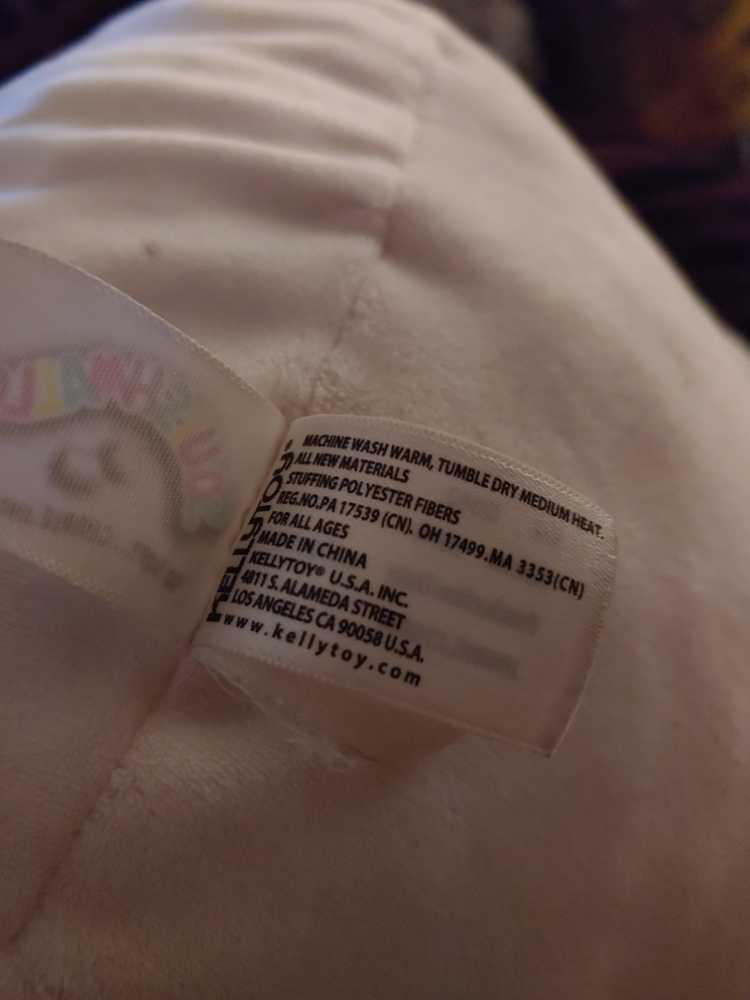 KELLYTOY®
MACHINE WASH WARM, TUMBLE DRY MEDIUM HEAT.
ALL NEW MATERIALS
STUFFING POLYESTER FIBERS
REG.NO.PA 17539 (CN). OH 17499.MA 3353(CN)
FOR ALL AGES
MADE IN CHINA
KELLYTOY® U.S.A. INC.
4811 S. ALAMEDA STREET
LOS ANGELES CA 90058 U.S.A.
www.kellytoy.com